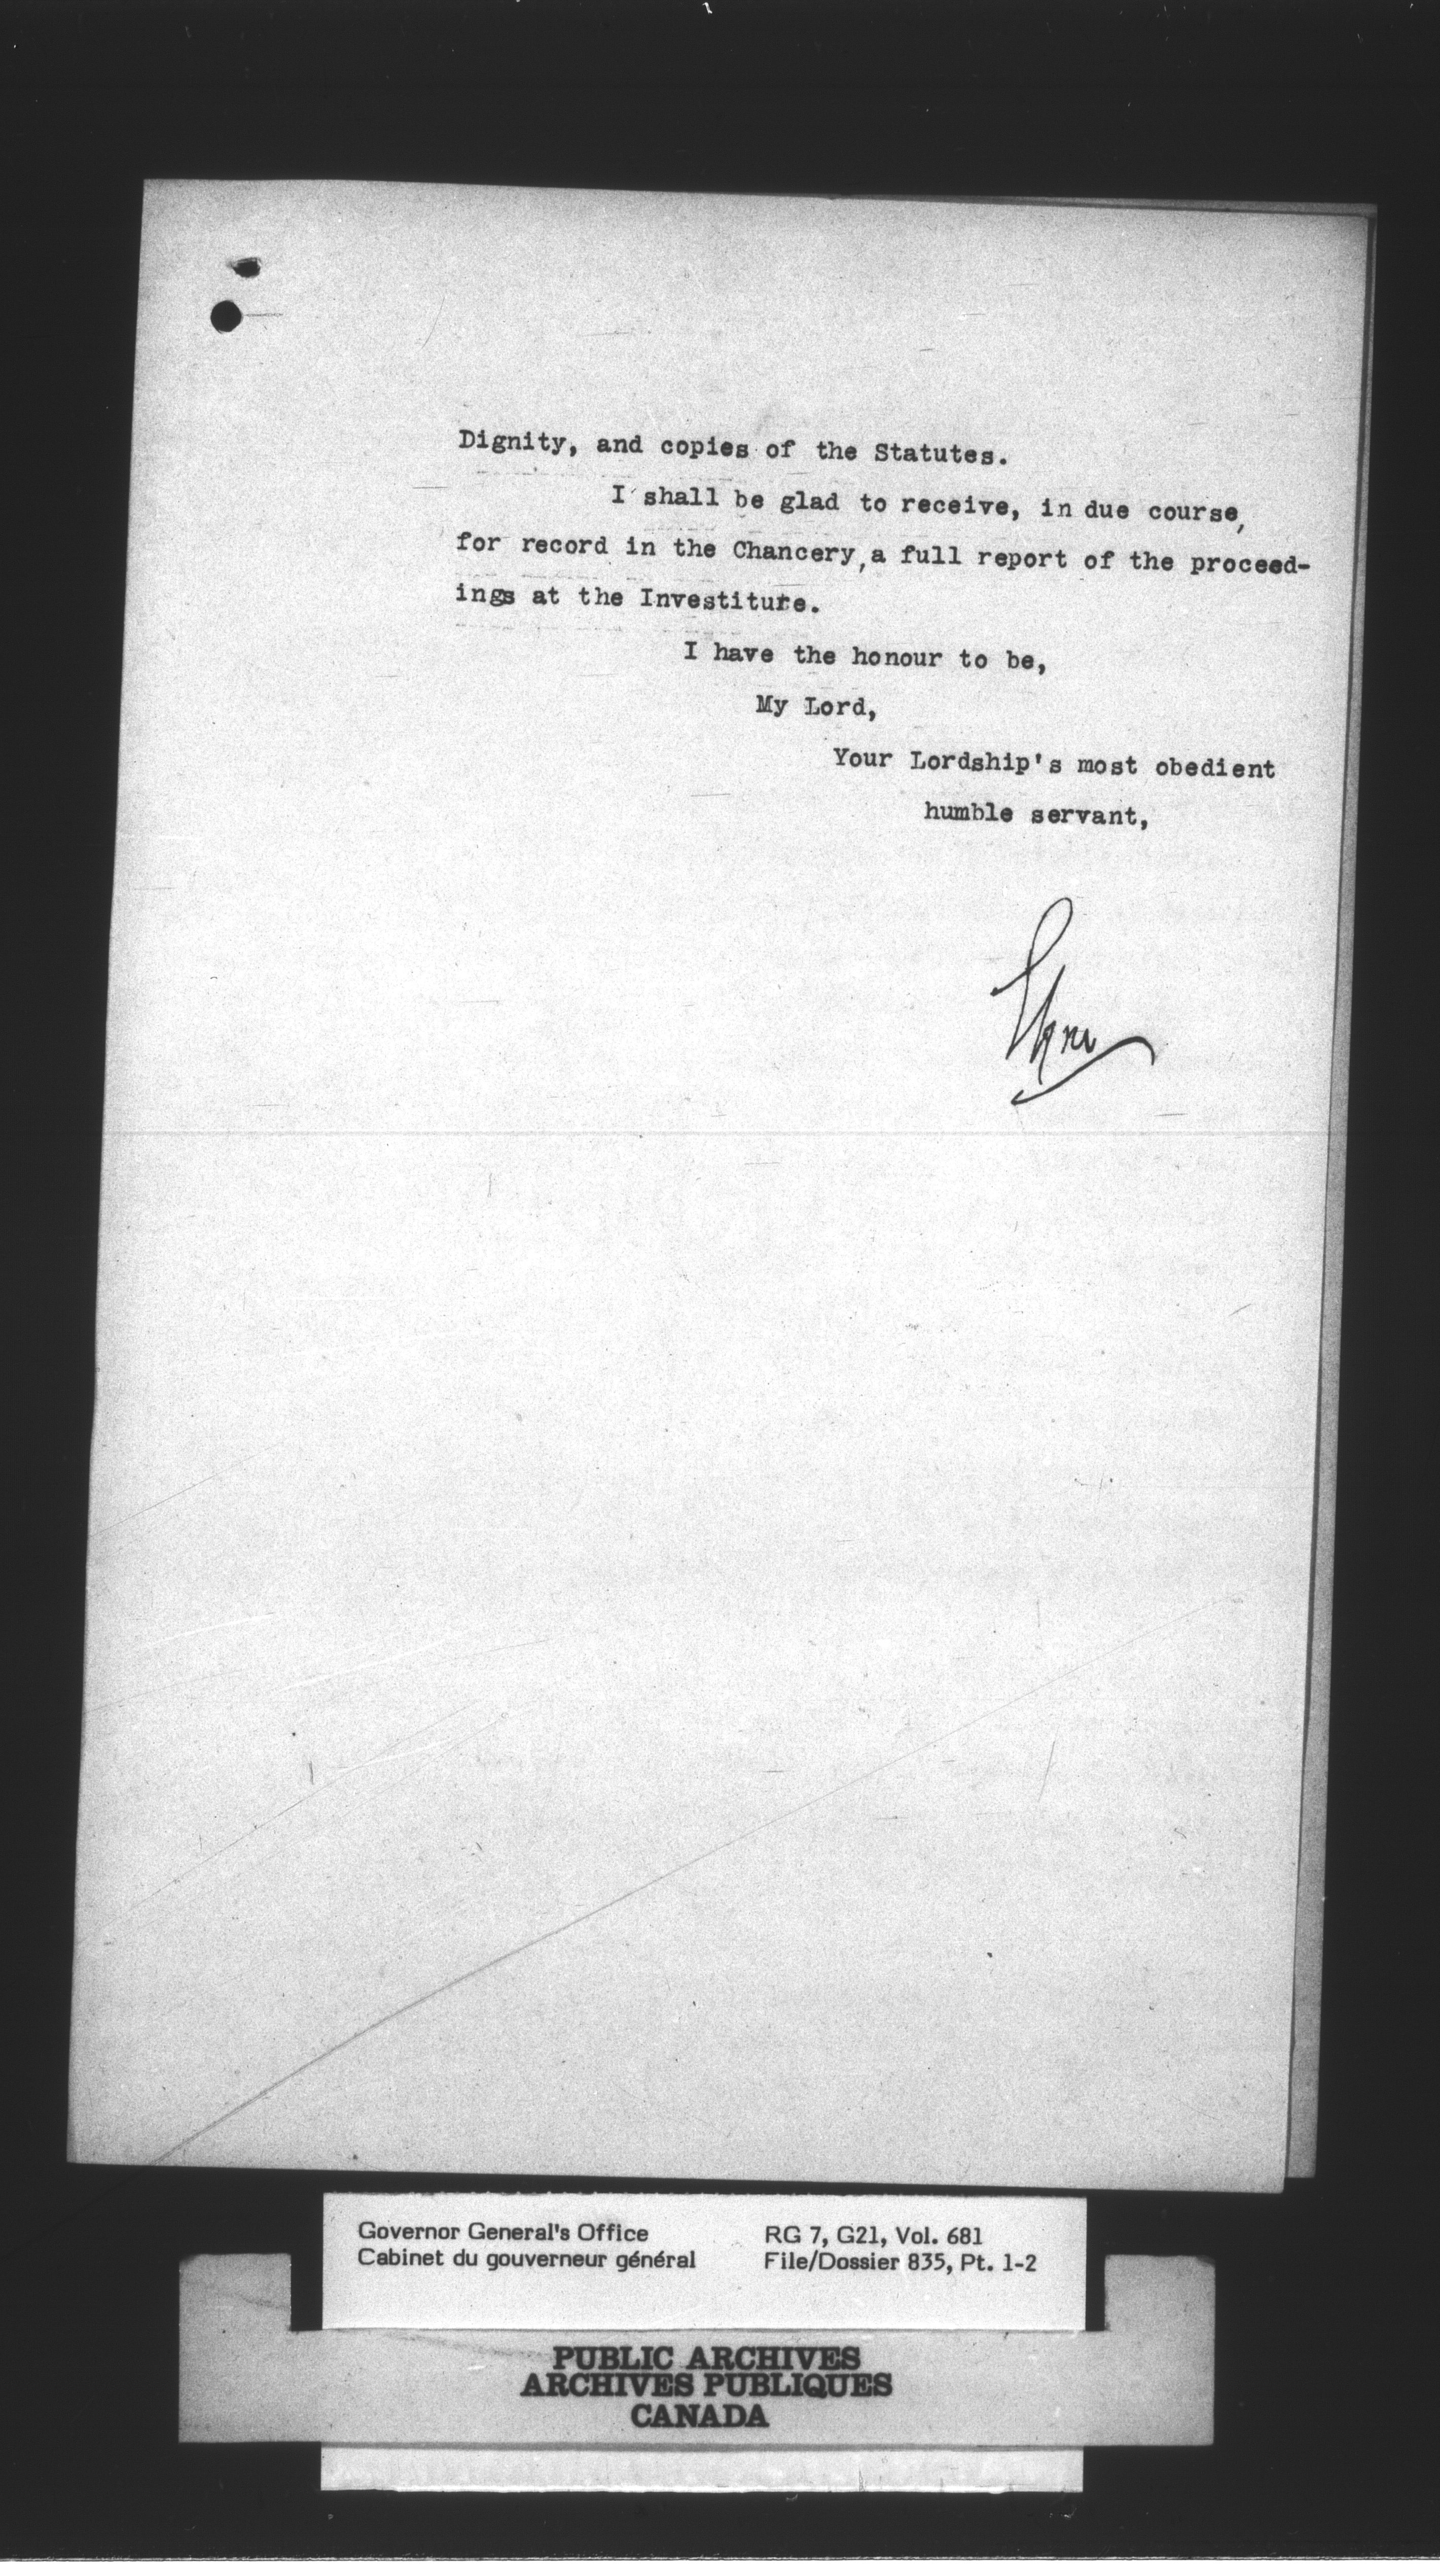 Dignity, and copies of the Statutes.
I shall be glad to receive, in due course,
for record in the Chancery, a full report of the proceed-
ings at the Investiture.
I have the honour to be,
My Lord,
Your Lordship's most obedient
humble servant,
Governor General's Office
Cabinet du gouverneur général
RG 7, G21, Vol. 681
File/Dossier 835, Pt. 1-2
PUBLIC ARCHIVES
ARCHIVES PUBLIQUES
CANADA